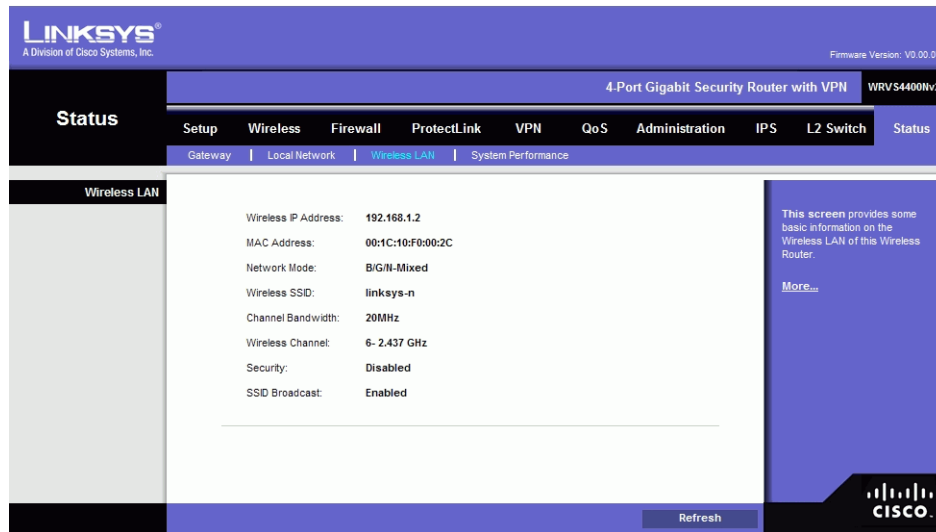 LINKSYS®
A Division of Cisco Systems, Inc.
Firmware Version: V0.00.0
4-Port Gigabit Security Router with VPN
WRVS4400Nv
Status
Setup Wireless Firewall ProtectLink VPN QoS Administration IPS L2 Switch Status
Gateway | Local Network | Wireless LAN | System Performance
Wireless LAN
Wireless IP Address: 192.168.1.2
MAC Address: 00:1C:10:F0:00:2C
Network Mode: B/G/N-Mixed
Wireless SSID: linksys-n
Channel Bandwidth: 20MHz
Wireless Channel: 6- 2.437 GHz
Security: Disabled
SSID Broadcast: Enabled
This screen provides some
basic information on the
Wireless LAN of this Wireless
Router.
More...
Refresh
CISCO.